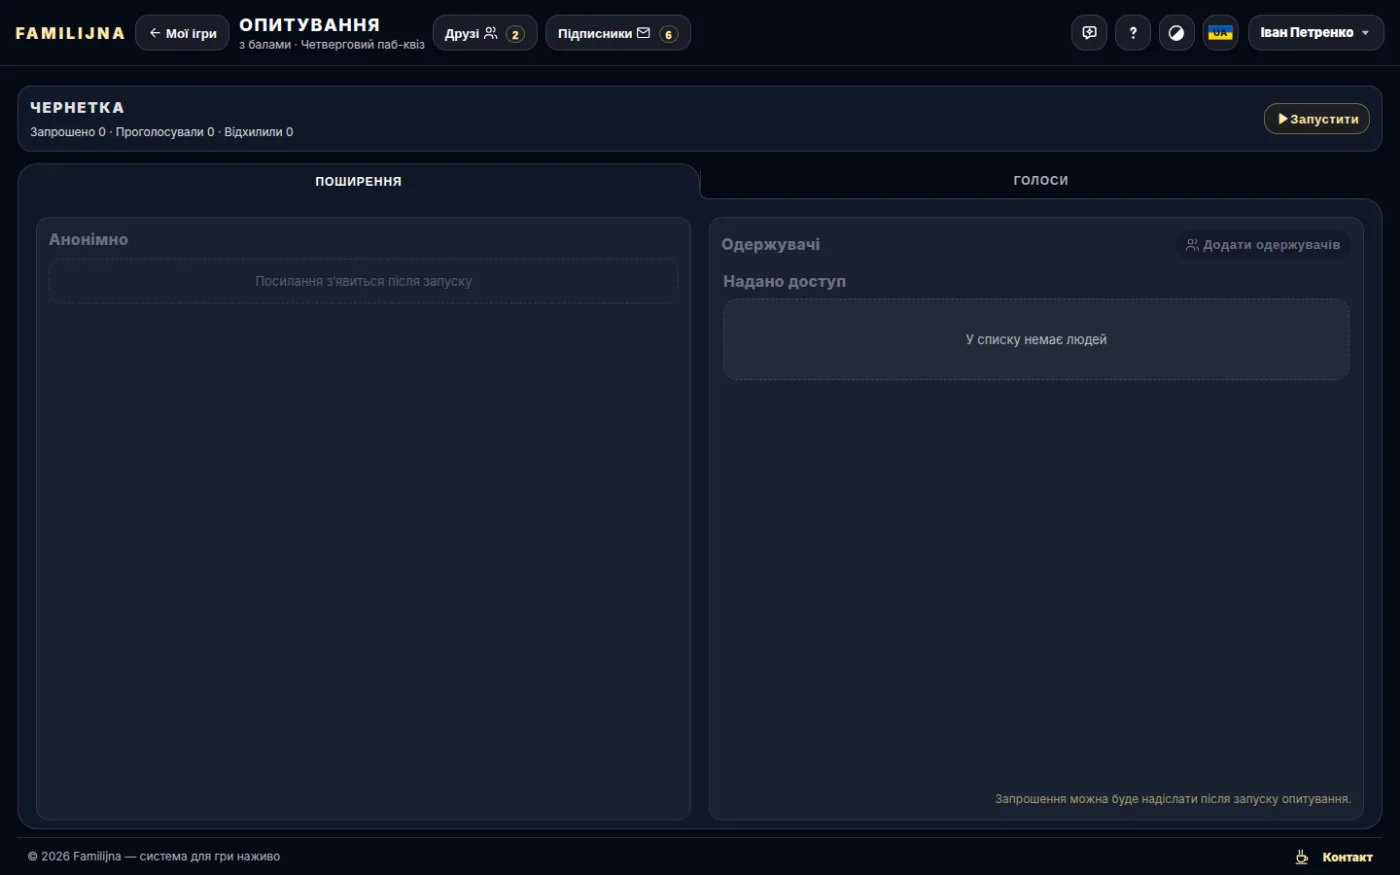 FAMILIJNA
← Мої ігри
ОПИТУВАННЯ
з балами · Четверговий паб-квіз
Друзі 2
Підписники 6
?
UA
Іван Петренко
ЧЕРНЕТКА
Запрошено 0 · Проголосували 0 · Відхилили 0
Запустити
ПОШИРЕННЯ
ГОЛОСИ
Анонімно
Посилання з'явиться після запуску
Одержувачі
Додати одержувачів
Надано доступ
У списку немає людей
Запрошення можна буде надіслати після запуску опитування.
© 2026 Familijna — система для гри наживо
Контакт